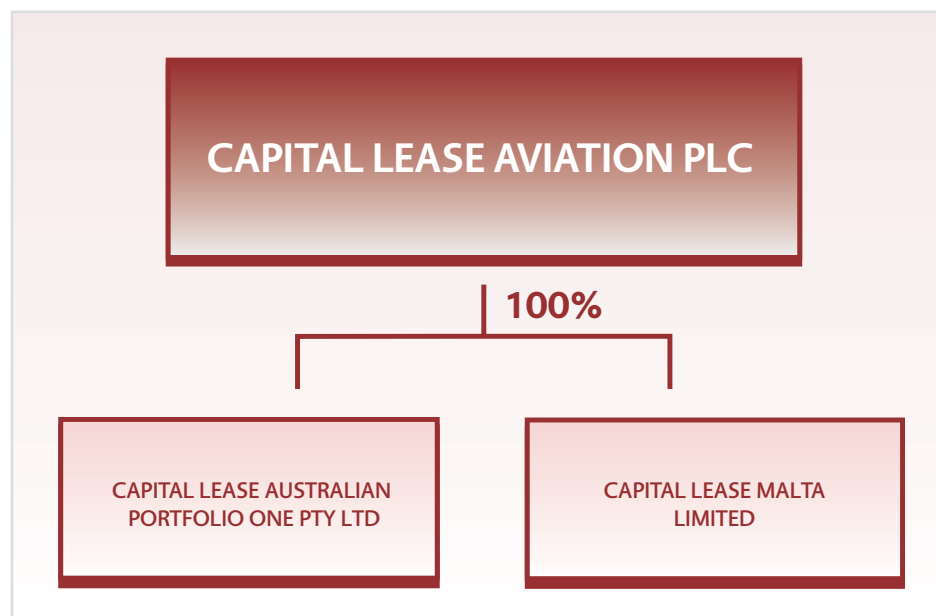 CAPITAL LEASE AVIATION PLC
100%
CAPITAL LEASE AUSTRALIAN
PORTFOLIO ONE PTY LTD
CAPITAL LEASE MALTA
LIMITED